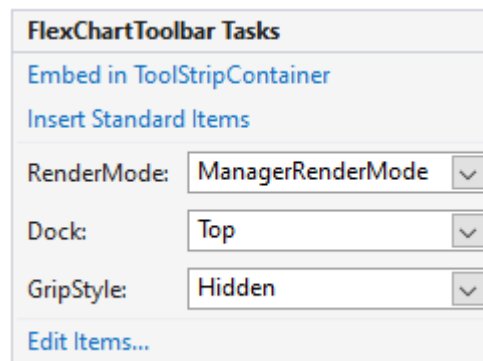 FlexChartToolbar Tasks
Embed in ToolStripContainer
Insert Standard Items
RenderMode: ManagerRenderMode
Dock: Top
GripStyle: Hidden
Edit Items...